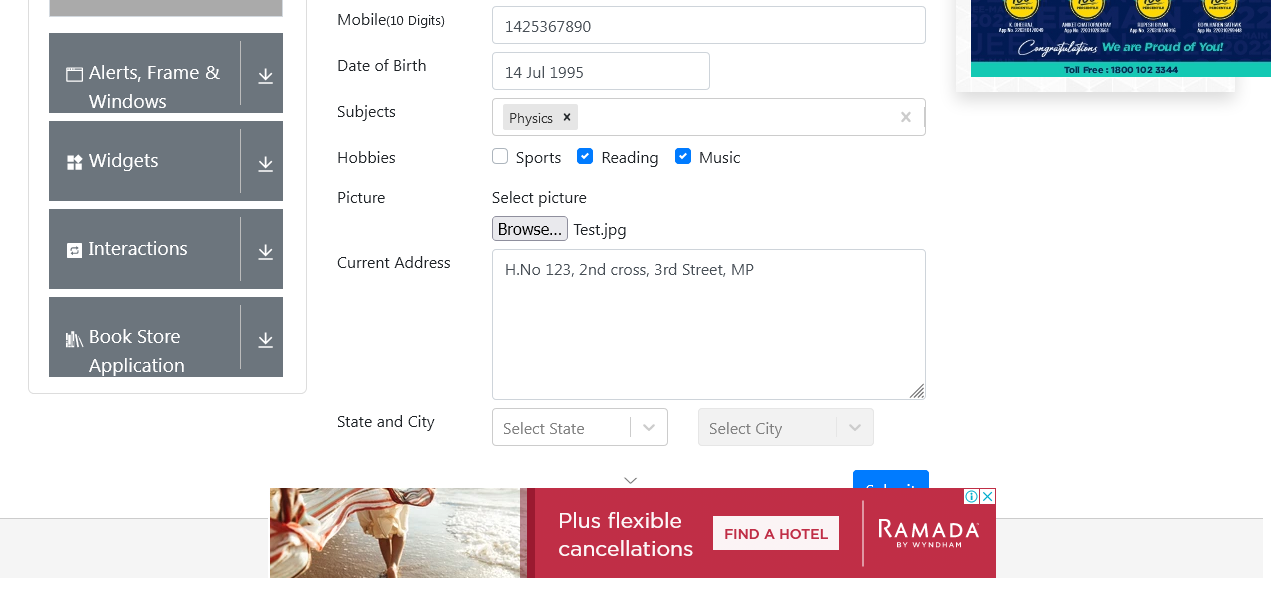 Mobile(10 Digits)
1425367890
Date of Birth
14 Jul 1995
Subjects
Physics
Hobbies
Sports
Reading
Music
Picture
Select picture
Browse...
Test.jpg
Current Address
H.No 123, 2nd cross, 3rd Street, MP
State and City
Select State
Select City
Submit
Alerts, Frame &
Windows
Widgets
Interactions
Book Store
Application
Congratulations We are Proud of You!
Toll Free : 1800 102 3344
Plus flexible
cancellations
FIND A HOTEL
RAMADA
BY WYNDHAM